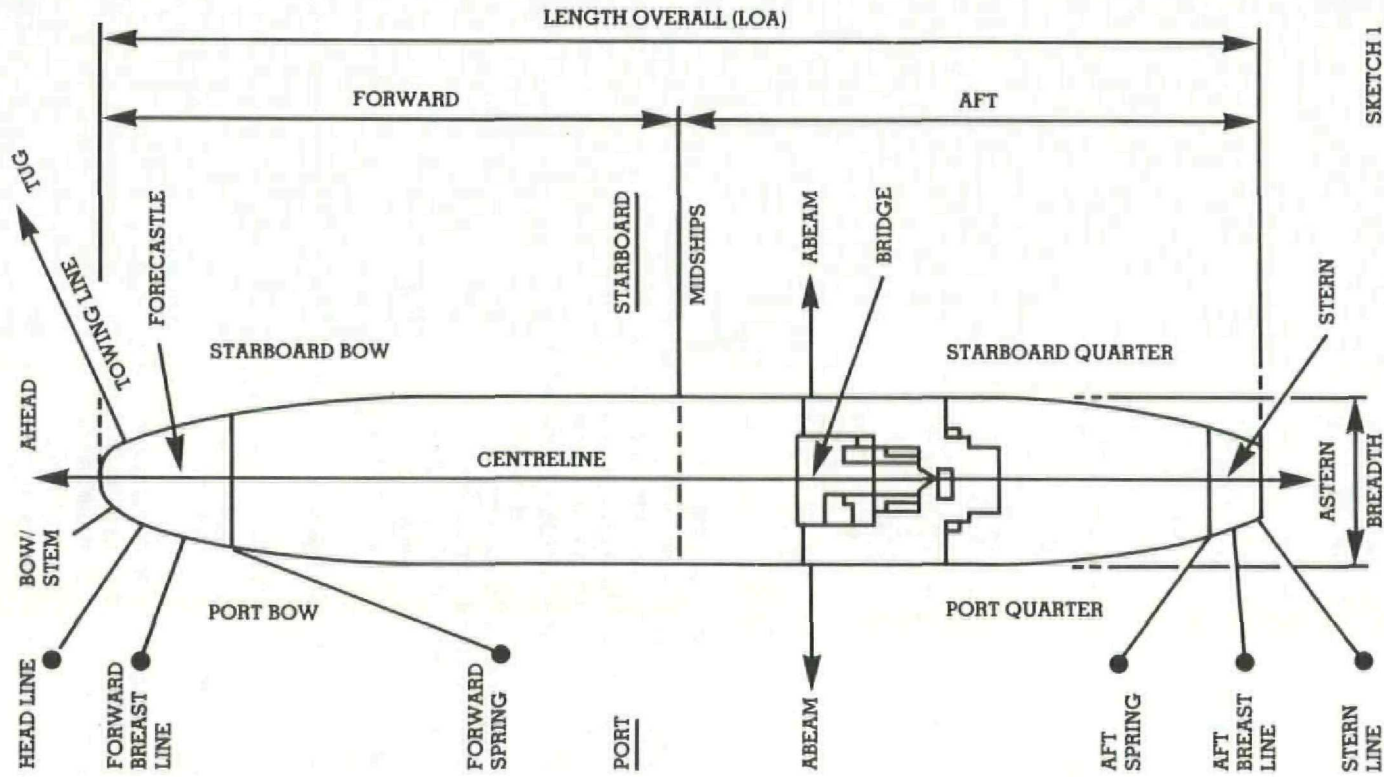 LENGTH OVERALL (LOA)
FORWARD
AFT
SKETCH 1
TUG
TOWING LINE
FORECASTLE
STARBOARD
MIDSHIPS
ABEAM
BRIDGE
STERN
STARBOARD BOW
STARBOARD QUARTER
AHEAD
CENTRELINE
ASTERN
BREADTH
BOW/
STEM
PORT BOW
PORT QUARTER
HEAD LINE
FORWARD
BREAST
LINE
FORWARD
SPRING
PORT
ABEAM
AFT
SPRING
AFT
BREAST
LINE
STERN
LINE